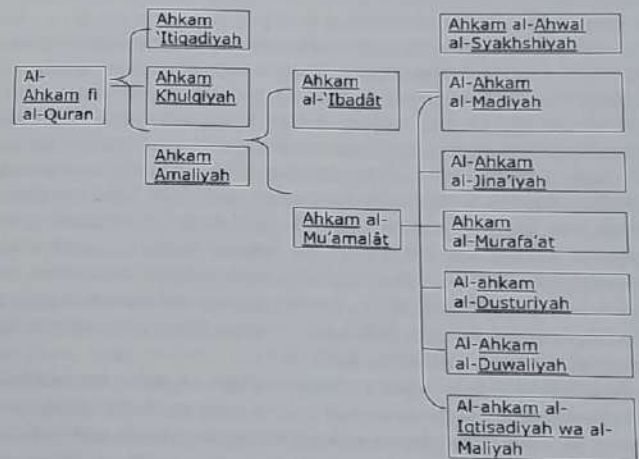 Al-
Ahkam fi
al-Quran
Ahkam
'Itiqadiyah
Ahkam
Khulqiyah
Ahkam
Amaliyah
Ahkam
al-'Ibadât
Ahkam al-
Mu'amalât
Ahkam al-Ahwal
al-Syakhshiyah
Al-Ahkam
al-Madiyah
Al-Ahkam
al-Jina'iyah
Ahkam
al-Murafa'at
Al-ahkam
al-Dusturiyah
Al-Ahkam
al-Duwaliyah
Al-ahkam al-
Iqtisadiyah wa al-
Maliyah